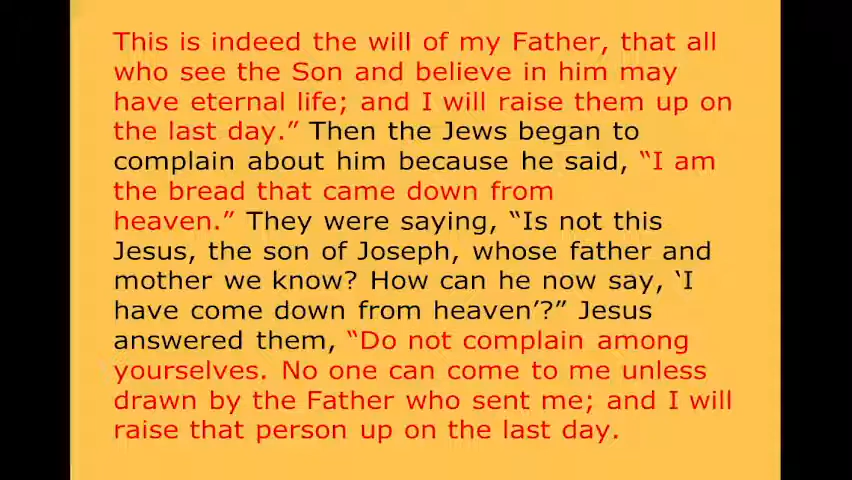 This is indeed the will of my Father, that all
who see the Son and believe in him may
have eternal life; and I will raise them up on
the last day.” Then the Jews began to
complain about him because he said, “I am
the bread that came down from
heaven.” They were saying, “Is not this
Jesus, the son of Joseph, whose father and
mother we know? How can he now say, ‘I
have come down from heaven’?” Jesus
answered them, “Do not complain among
yourselves. No one can come to me unless
drawn by the Father who sent me; and I will
raise that person up on the last day.